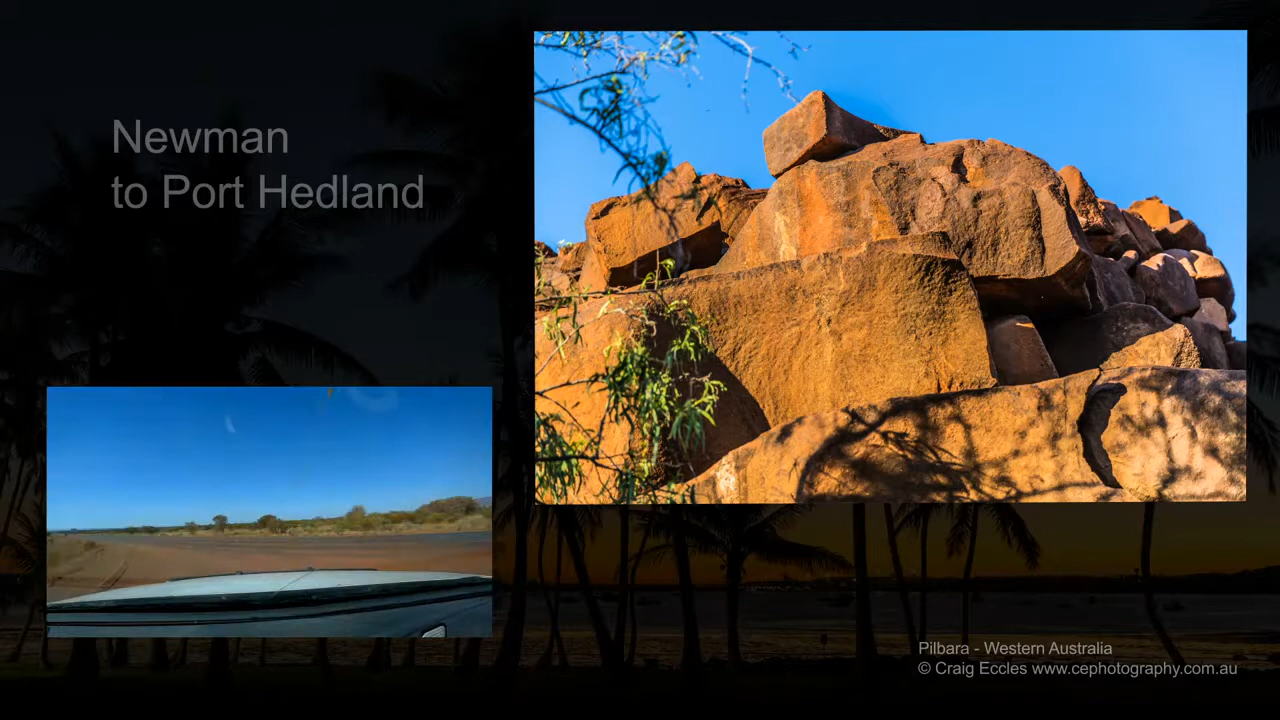 Newman
to Port Hedland
Pilbara - Western Australia
© Craig Eccles www.cephotography.com.au